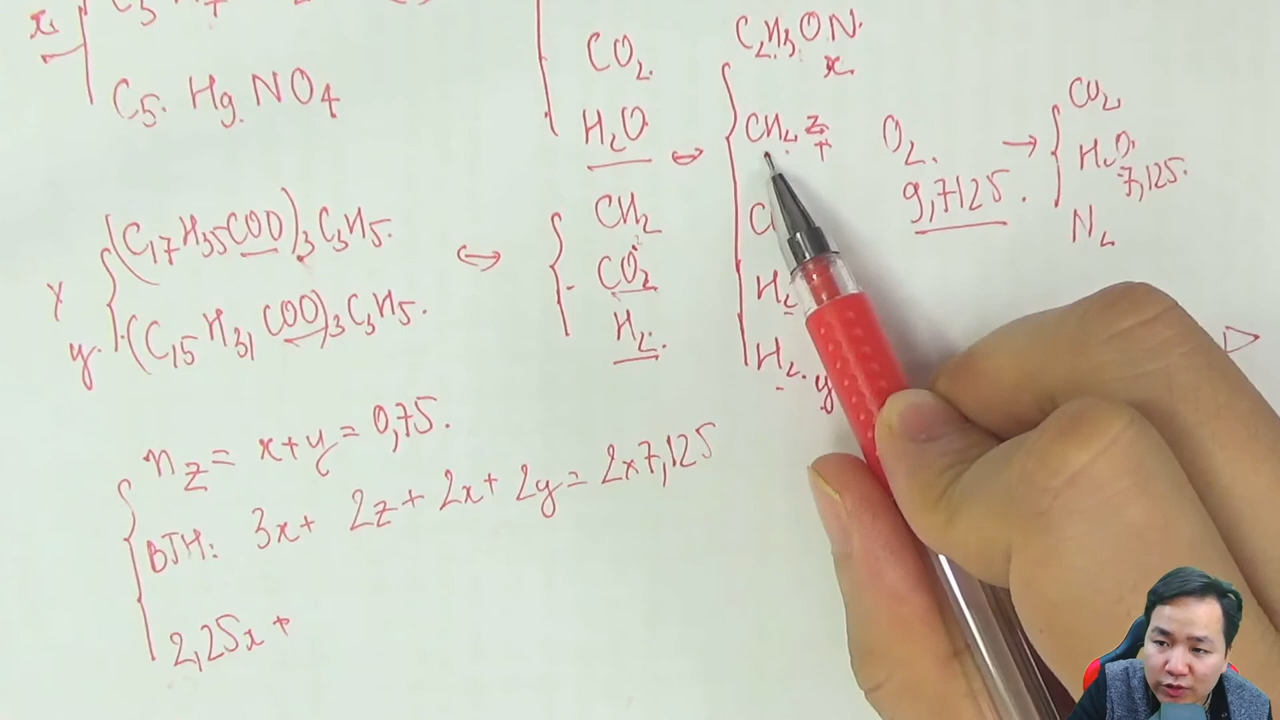 x
C5 H9 NO4
CO2
H2O
C2H3ON
x
CH2 z
H2
H2 y
O2
9,7125
CO2
H2O
7,125
N2
Y
(C17H35COO)3C3H5
y (C15H31COO)3C3H5
CH2
CO2
H2
nZ = x+y = 0,75
BTH: 3x + 2z + 2x + 2y = 2x7,125
2,25x +